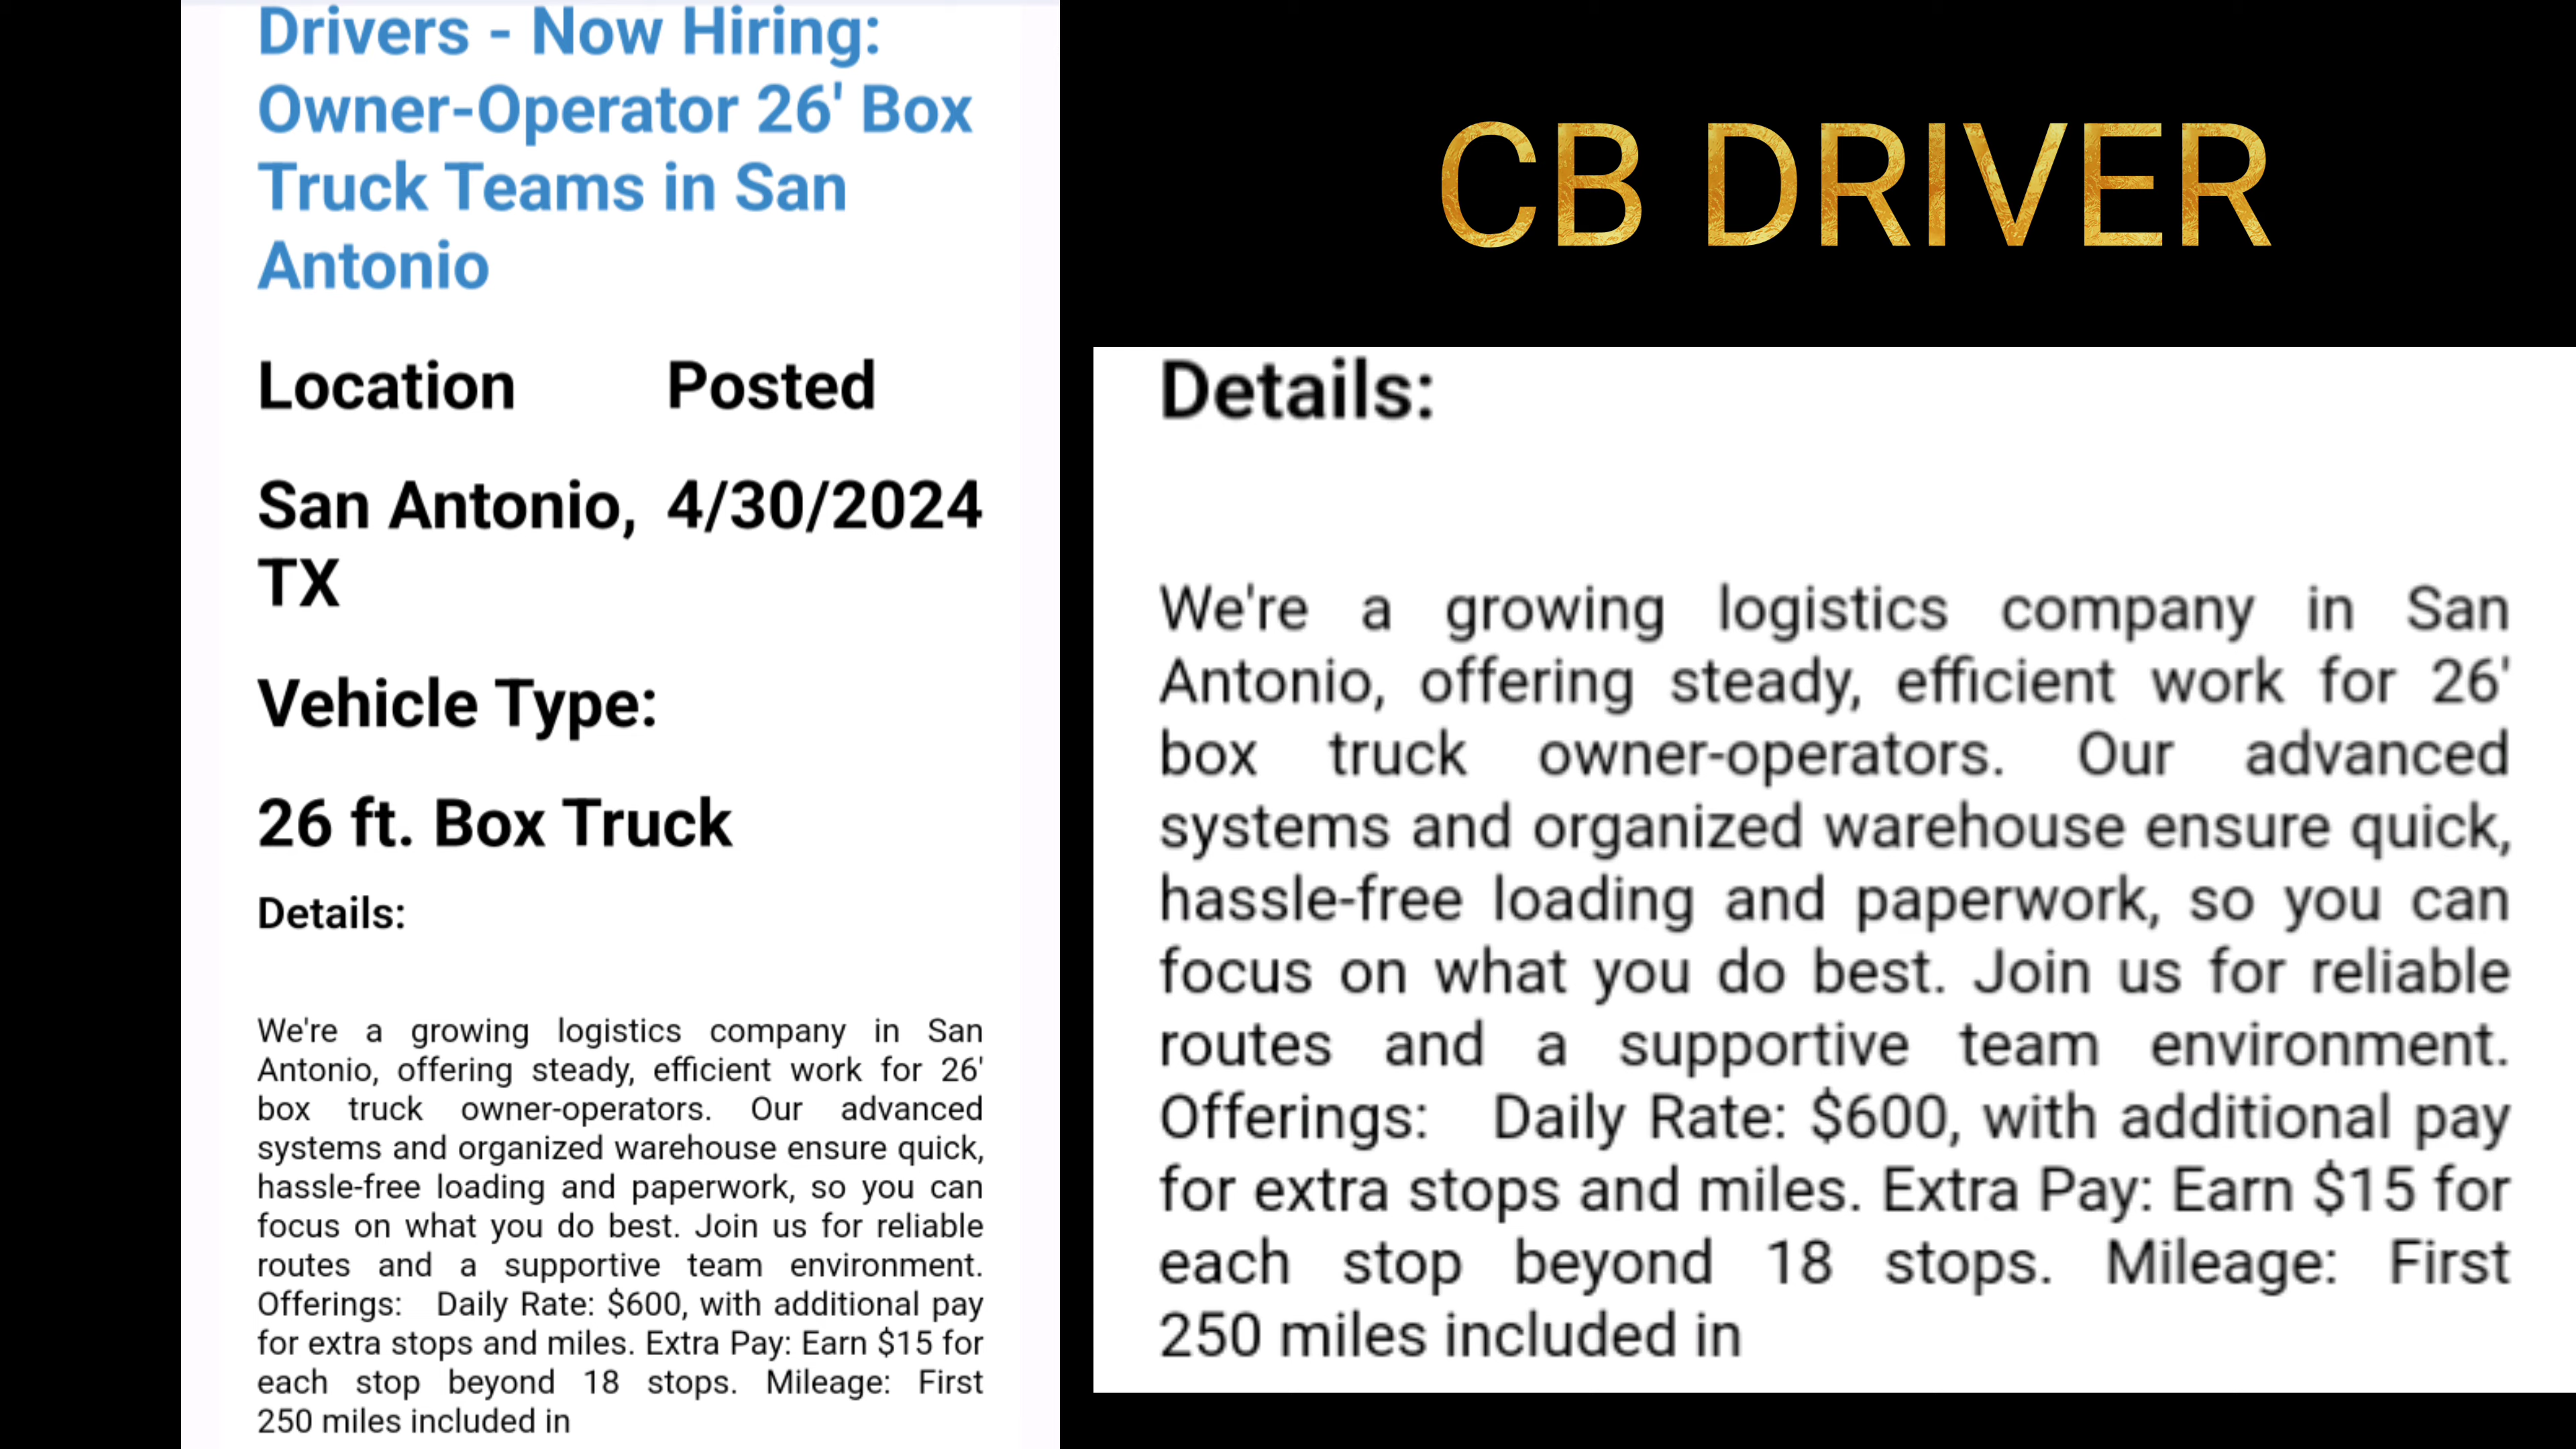 Drivers - Now Hiring:
Owner-Operator 26' Box
Truck Teams in San
Antonio
Location Posted
San Antonio, 4/30/2024
TX
Vehicle Type:
26 ft. Box Truck
Details:
We're a growing logistics company in San
Antonio, offering steady, efficient work for 26'
box truck owner-operators. Our advanced
systems and organized warehouse ensure quick,
hassle-free loading and paperwork, so you can
focus on what you do best. Join us for reliable
routes and a supportive team environment.
Offerings: Daily Rate: $600, with additional pay
for extra stops and miles. Extra Pay: Earn $15 for
each stop beyond 18 stops. Mileage: First
250 miles included in
CB DRIVER
Details:
We're a growing logistics company in San
Antonio, offering steady, efficient work for 26'
box truck owner-operators. Our advanced
systems and organized warehouse ensure quick,
hassle-free loading and paperwork, so you can
focus on what you do best. Join us for reliable
routes and a supportive team environment.
Offerings: Daily Rate: $600, with additional pay
for extra stops and miles. Extra Pay: Earn $15 for
each stop beyond 18 stops. Mileage: First
250 miles included in